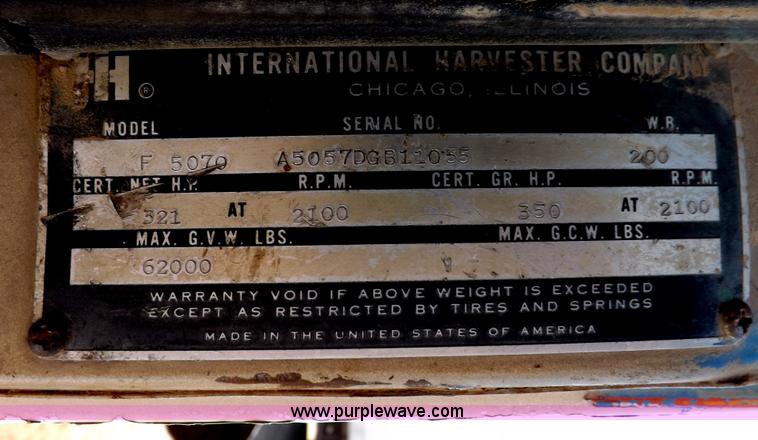 IH ® INTERNATIONAL HARVESTER COMPANY
CHICAGO, ILLINOIS
MODEL SERIAL NO. W.B.
F 5070 A5057DGB11055 200
CERT. NET H.P. R.P.M. CERT. GR. H.P. R.P.M.
321 AT 2100 350 AT 2100
MAX. G.V.W. LBS. MAX. G.C.W. LBS.
62000
WARRANTY VOID IF ABOVE WEIGHT IS EXCEEDED
EXCEPT AS RESTRICTED BY TIRES AND SPRINGS
MADE IN THE UNITED STATES OF AMERICA
www.purplewave.com